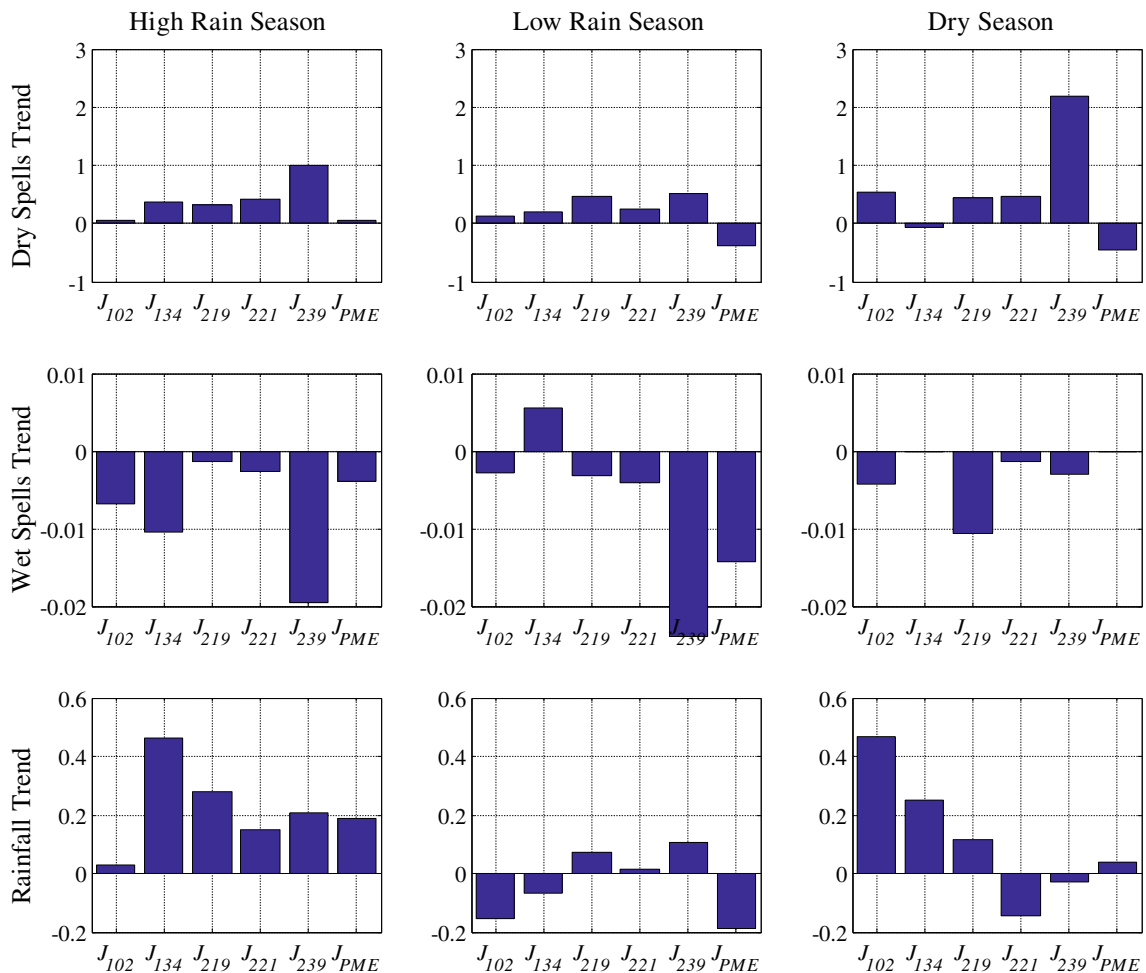 High Rain Season Low Rain Season Dry Season
Dry Spells Trend
3 3 3
2 2 2
1 1 1
0 0 0
-1 -1 -1
J102 J134 J219 J221 J239 JPME J102 J134 J219 J221 J239 JPME J102 J134 J219 J221 J239 JPME
Wet Spells Trend
0.01 0.01 0.01
0 0 0
-0.01 -0.01 -0.01
-0.02 -0.02 -0.02
J102 J134 J219 J221 J239 JPME J102 J134 J219 J221 J239 JPME J102 J134 J219 J221 J239 JPME
Rainfall Trend
0.6 0.6 0.6
0.4 0.4 0.4
0.2 0.2 0.2
0 0 0
-0.2 -0.2 -0.2
J102 J134 J219 J221 J239 JPME J102 J134 J219 J221 J239 JPME J102 J134 J219 J221 J239 JPME